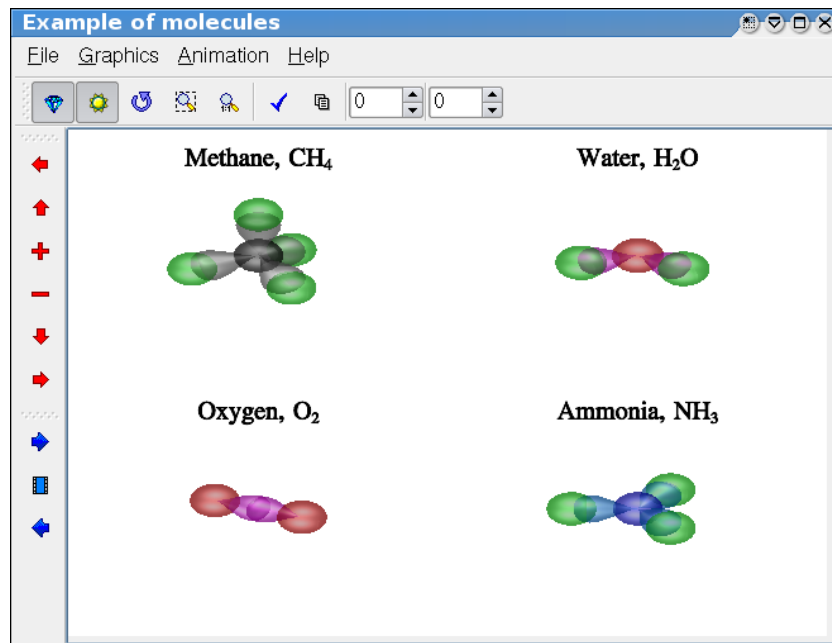 Example of molecules
File Graphics Animation Help
0 0
Methane, CH₄
Water, H₂O
Oxygen, O₂
Ammonia, NH₃